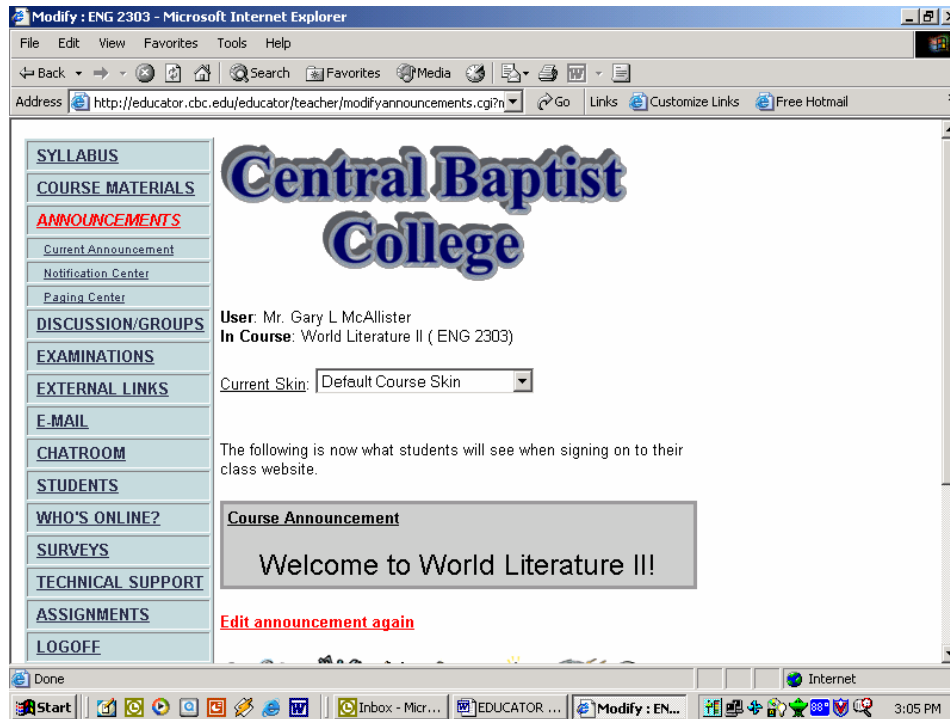 Modify : ENG 2303 - Microsoft Internet Explorer
File Edit View Favorites Tools Help
Back Search Favorites Media
Address http://educator.cbc.edu/educator/teacher/modifyannouncements.cgi?n Go Links Customize Links Free Hotmail
SYLLABUS
COURSE MATERIALS
ANNOUNCEMENTS
Current Announcement
Notification Center
Paging Center
DISCUSSION/GROUPS
EXAMINATIONS
EXTERNAL LINKS
E-MAIL
CHATROOM
STUDENTS
WHO'S ONLINE?
SURVEYS
TECHNICAL SUPPORT
ASSIGNMENTS
LOGOFF
Central Baptist
College
User: Mr. Gary L McAllister
In Course: World Literature II ( ENG 2303)
Current Skin: Default Course Skin
The following is now what students will see when signing on to their
class website.
Course Announcement
Welcome to World Literature II!
Edit announcement again
Done Internet
Start Inbox - Micr... EDUCATOR ... Modify : EN... 3:05 PM